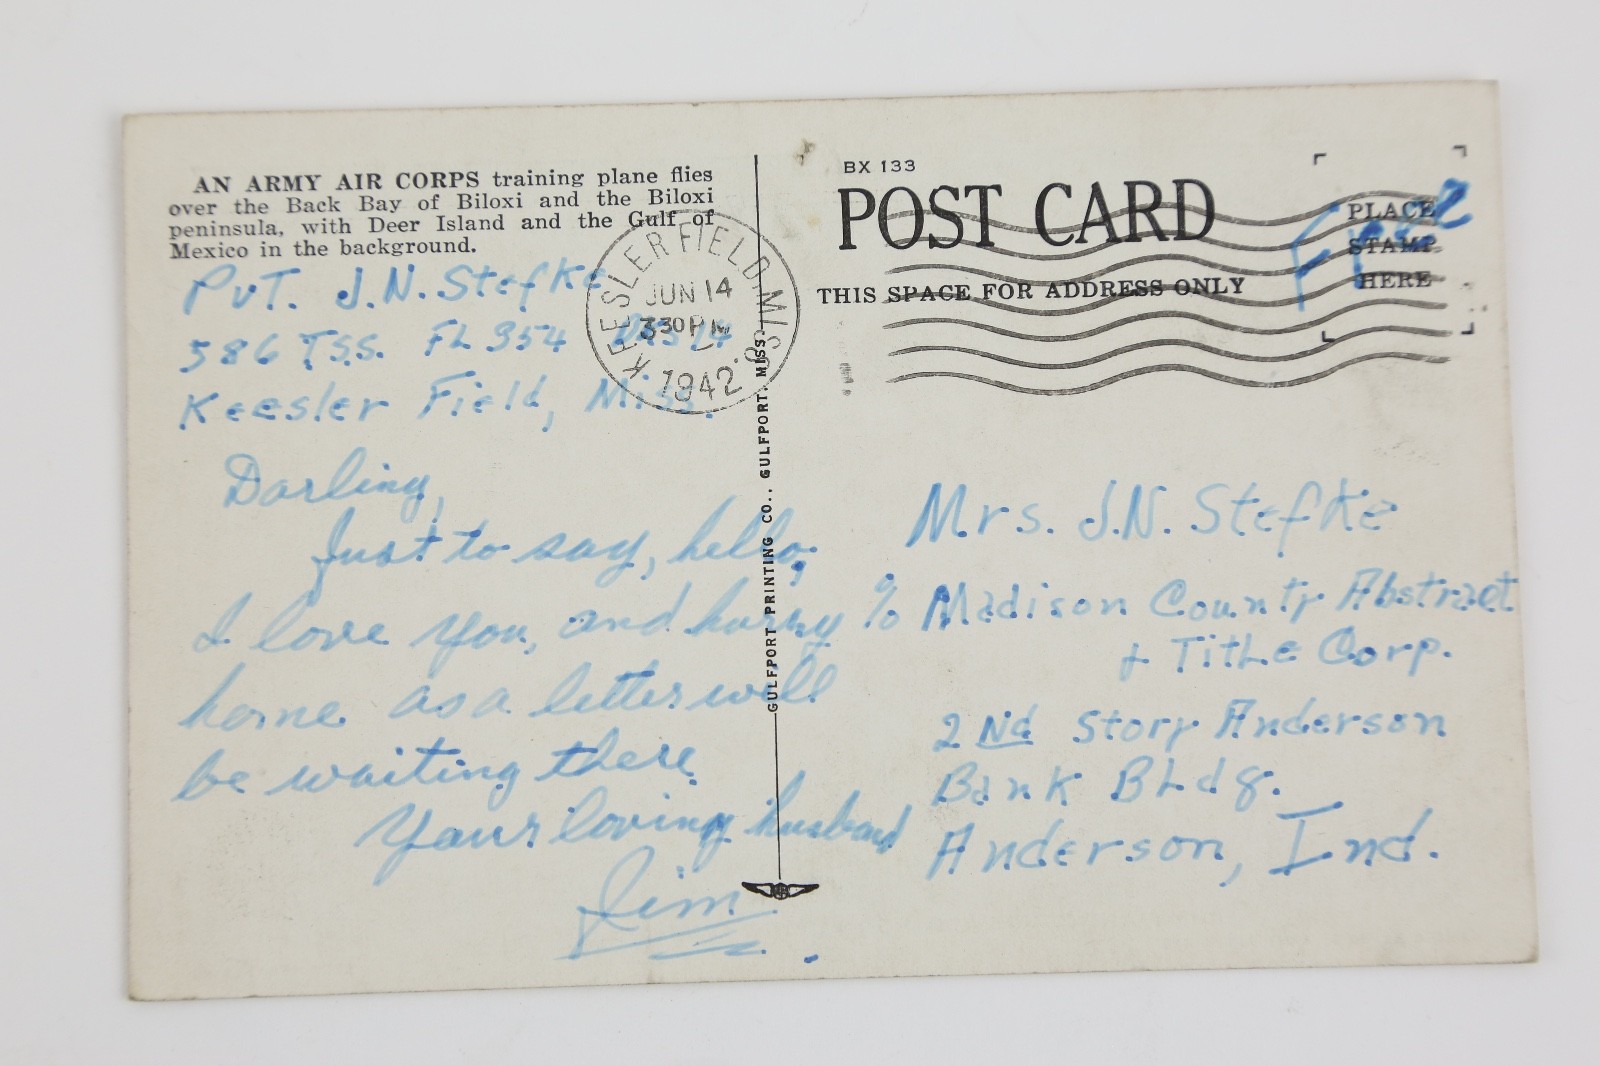 AN ARMY AIR CORPS training plane flies
over the Back Bay of Biloxi and the Biloxi
peninsula, with Deer Island and the Gulf of
Mexico in the background.
Pvt. J.N. Stefke
586 T.S.S. FL 354
Keesler Field, Miss.
Darling,
Just to say, hello,
I love you, and hurry
home as a letter will
be waiting there
Your loving husband
Jim
KEESLER FIELD, MISS.
JUN 14
3 30 PM
1942
GULFPORT PRINTING CO., GULFPORT, MISS.
BX 133
POST CARD
THIS SPACE FOR ADDRESS ONLY
PLACE
STAMP
HERE
Free
Mrs. J.N. Stefke
% Madison County Abstract
+ Title Corp.
2nd Story Anderson
Bank Bldg.
Anderson, Ind.